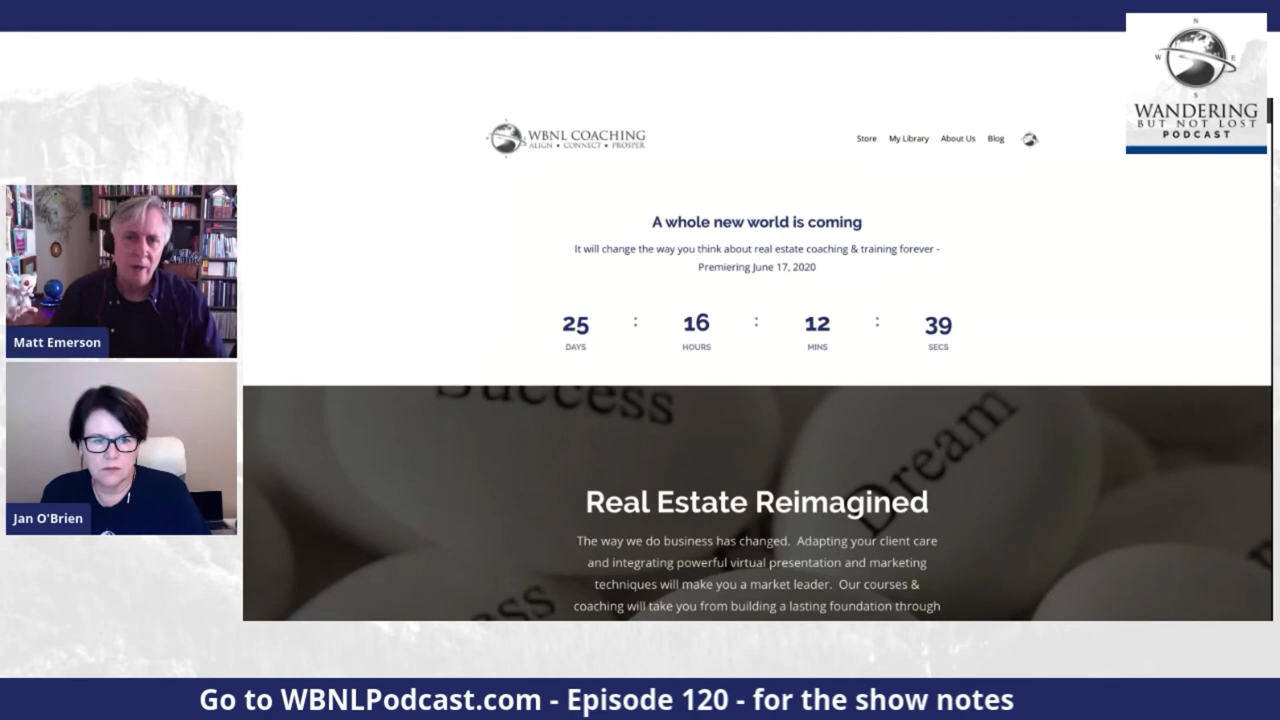 N
W E
S
WANDERING
BUT NOT LOST
PODCAST
WBNL COACHING
ALIGN • CONNECT • PROSPER
Store My Library About Us Blog
A whole new world is coming
It will change the way you think about real estate coaching & training forever -
Premiering June 17, 2020
25 : 16 : 12 : 39
DAYS HOURS MINS SECS
Matt Emerson
Jan O'Brien
Success
Dream
Real Estate Reimagined
The way we do business has changed. Adapting your client care
and integrating powerful virtual presentation and marketing
techniques will make you a market leader. Our courses &
coaching will take you from building a lasting foundation through
ess
Go to WBNLPodcast.com - Episode 120 - for the show notes